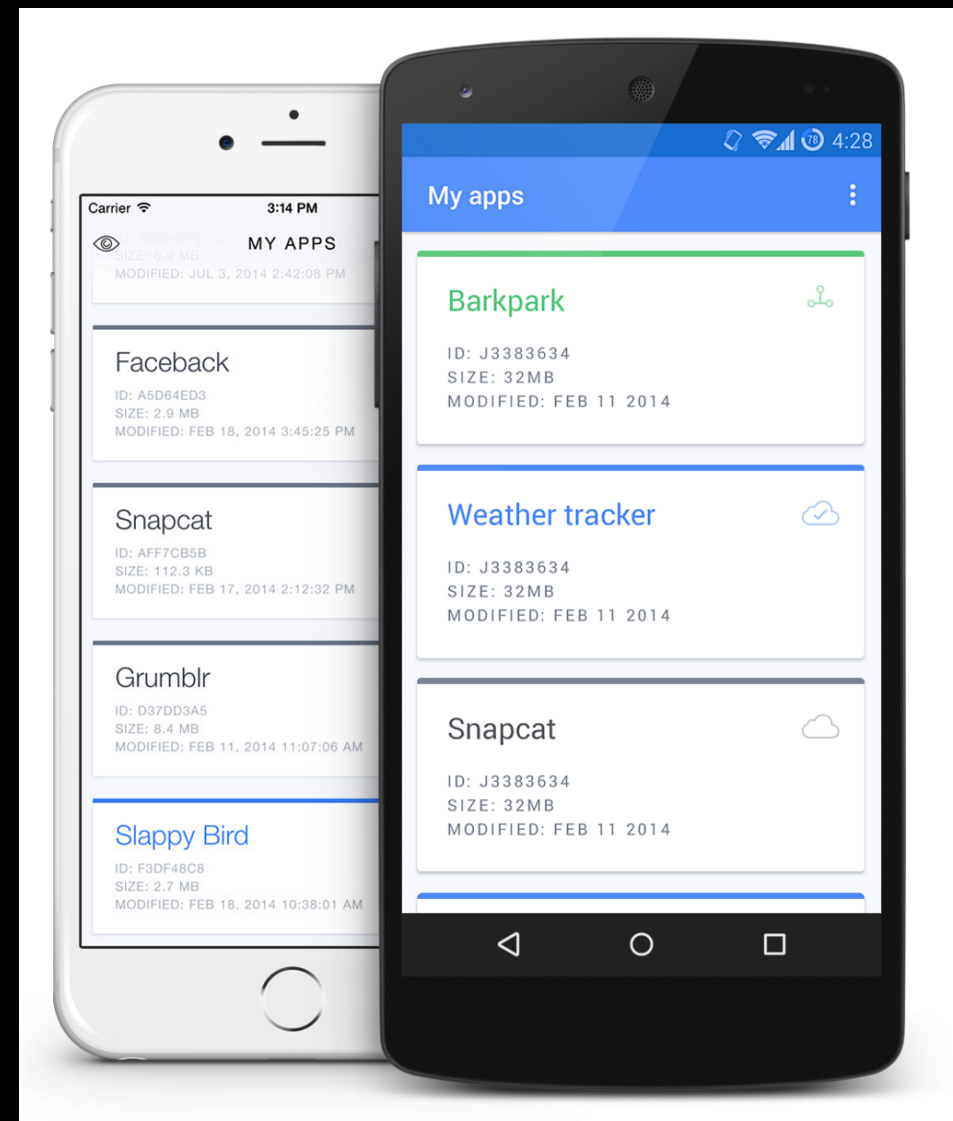 Carrier
3:14 PM
MY APPS
SIZE: 6.9 MB
MODIFIED: JUL 3, 2014 2:42:08 PM
Faceback
ID: A5D64ED3
SIZE: 2.9 MB
MODIFIED: FEB 18, 2014 3:45:25 PM
Snapcat
ID: AFF7CB5B
SIZE: 112.3 KB
MODIFIED: FEB 17, 2014 2:12:32 PM
Grumblr
ID: D37DD3A5
SIZE: 8.4 MB
MODIFIED: FEB 11, 2014 11:07:06 AM
Slappy Bird
ID: F3DF48C8
SIZE: 2.7 MB
MODIFIED: FEB 18, 2014 10:38:01 AM
78 4:28
My apps
Barkpark
ID: J3383634
SIZE: 32MB
MODIFIED: FEB 11 2014
Weather tracker
ID: J3383634
SIZE: 32MB
MODIFIED: FEB 11 2014
Snapcat
ID: J3383634
SIZE: 32MB
MODIFIED: FEB 11 2014